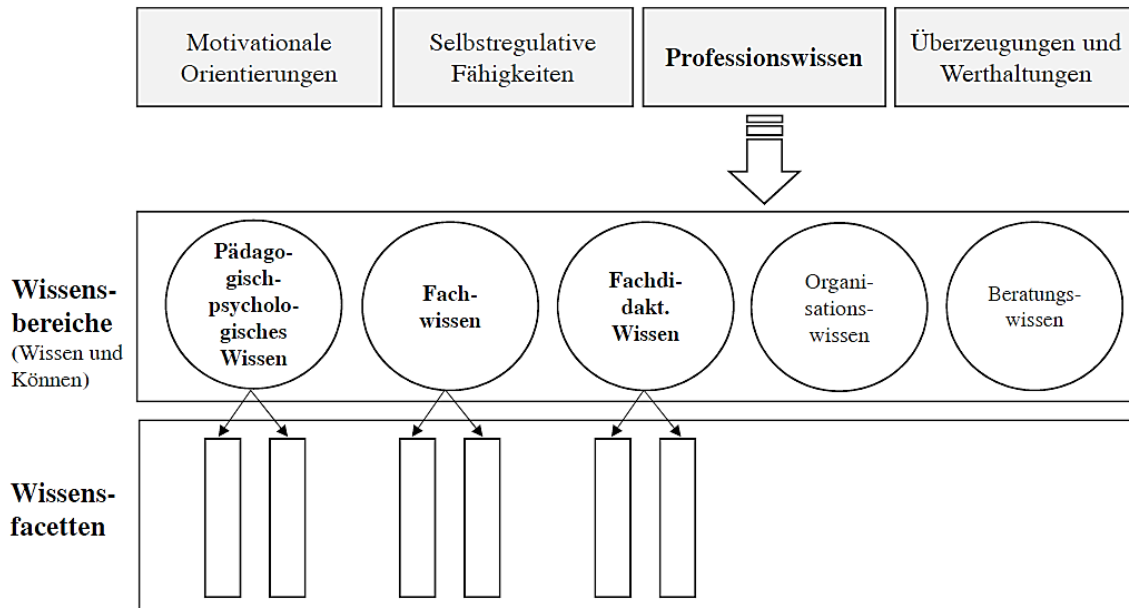 Motivationale
Orientierungen
Selbstregulative
Fähigkeiten
Professionswissen
Überzeugungen und
Werthaltungen
Wissens-
bereiche
(Wissen und
Können)
Pädago-
gisch-
psycholo-
gisches
Wissen
Fach-
wissen
Fachdi-
dakt.
Wissen
Organi-
sations-
wissen
Beratungs-
wissen
Wissens-
facetten